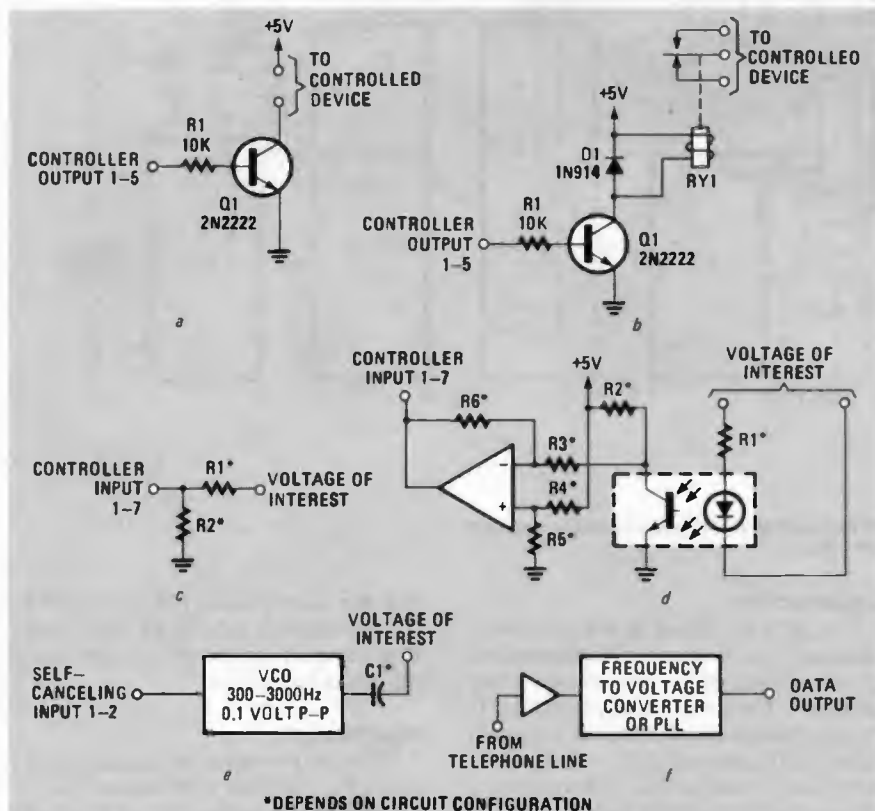 +5V
TO
CONTROLLED
DEVICE
R1
10K
CONTROLLER
OUTPUT 1–5
Q1
2N2222
a
TO
CONTROLLED
DEVICE
+5V
D1
1N914
RY1
R1
10K
CONTROLLER
OUTPUT
1–5
Q1
2N2222
b
CONTROLLER
INPUT
1–7
R1*
VOLTAGE OF
INTEREST
R2*
c
CONTROLLER
INPUT 1–7
+5V
VOLTAGE OF
INTEREST
R6*
R2*
R1*
R3*
–
R4*
+
R5*
d
VOLTAGE OF
INTEREST
SELF-
CANCELING
INPUT 1–2
VCO
300–3000Hz
0.1 VOLT P–P
C1*
e
FREQUENCY
TO VOLTAGE
CONVERTER
OR PLL
OATA
OUTPUT
FROM
TELEPHONE LINE
f
*DEPENDS ON CIRCUIT CONFIGURATION